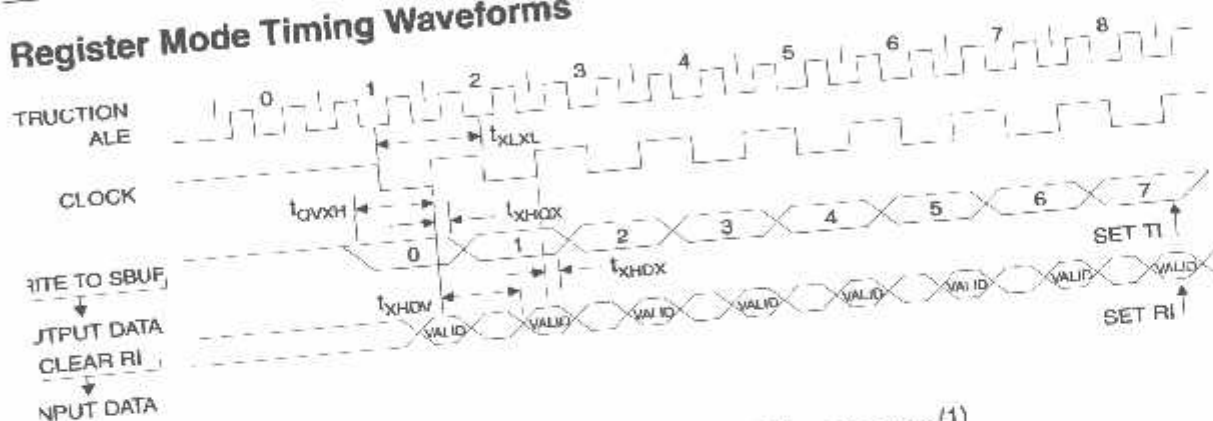 Register Mode Timing Waveforms
TRUCTION
0 1 2 3 4 5 6 7 8
ALE
tXLXL
CLOCK
tQVXH
tXHQX
RITE TO SBUF
0 1 2 3 4 5 6 7
SET TI
tXHDV
tXHDX
UTPUT DATA
VALID VALID VALID VALID VALID VALID VALID VALID
SET RI
CLEAR RI
NPUT DATA
(1)